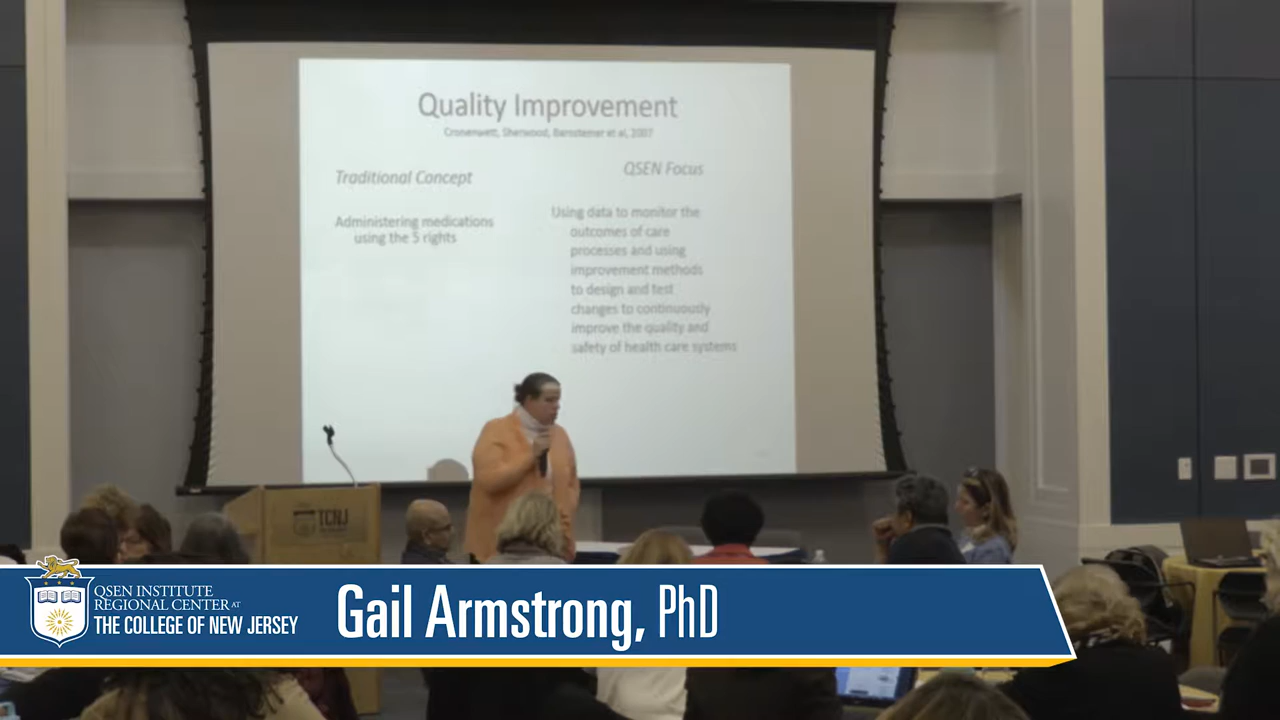 Quality Improvement
Cronenwett, Sherwood, Barnsteiner et al, 2007
Traditional Concept
QSEN Focus
Administering medications
using the 5 rights
Using data to monitor the
outcomes of care
processes and using
improvement methods
to design and test
changes to continuously
improve the quality and
safety of health care systems
TCNJ
QSEN INSTITUTE
REGIONAL CENTER AT
THE COLLEGE OF NEW JERSEY
Gail Armstrong, PhD